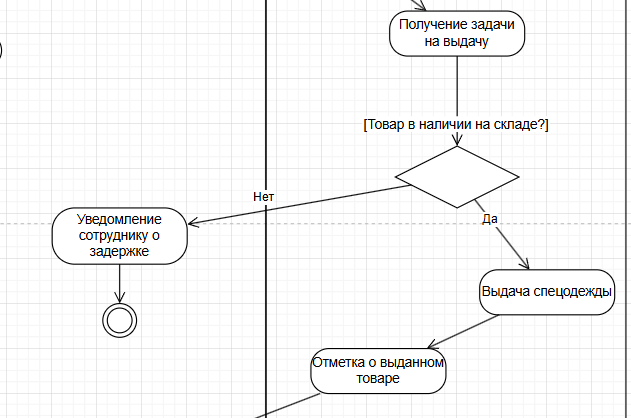 Получение задачи
на выдачу
[Товар в наличии на складе?]
Нет
Уведомление
сотруднику о
задержке
Да
Выдача спецодежды
Отметка о выданном
товаре